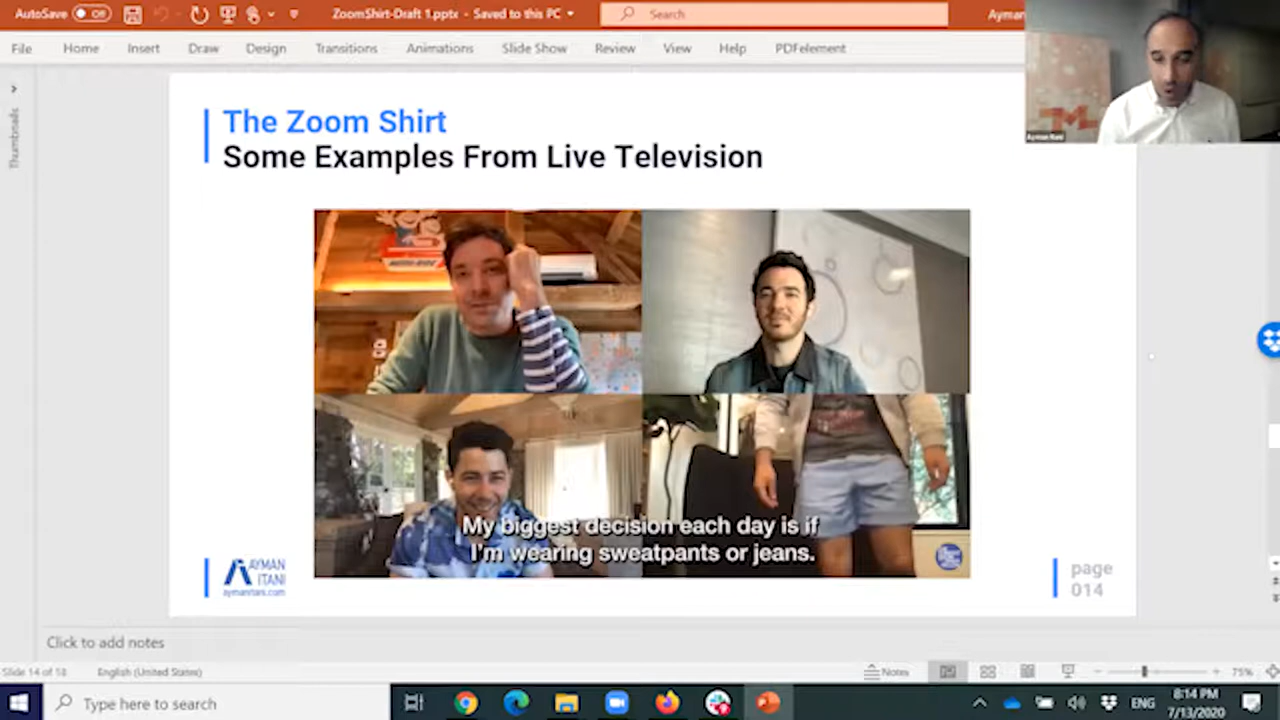 AutoSave Off ZoomShirt-Draft 1.pptx - Saved to this PC Search Ayman
File Home Insert Draw Design Transitions Animations Slide Show Review View Help PDFelement
Thumbnails
The Zoom Shirt
Some Examples From Live Television
My biggest decision each day is if
I'm wearing sweatpants or jeans.
AYMAN
ITANI
aymanitani.com
page
014
Click to add notes
Slide 14 of 18 English (United States) Notes 75%
Type here to search ENG 8:14 PM
7/13/2020